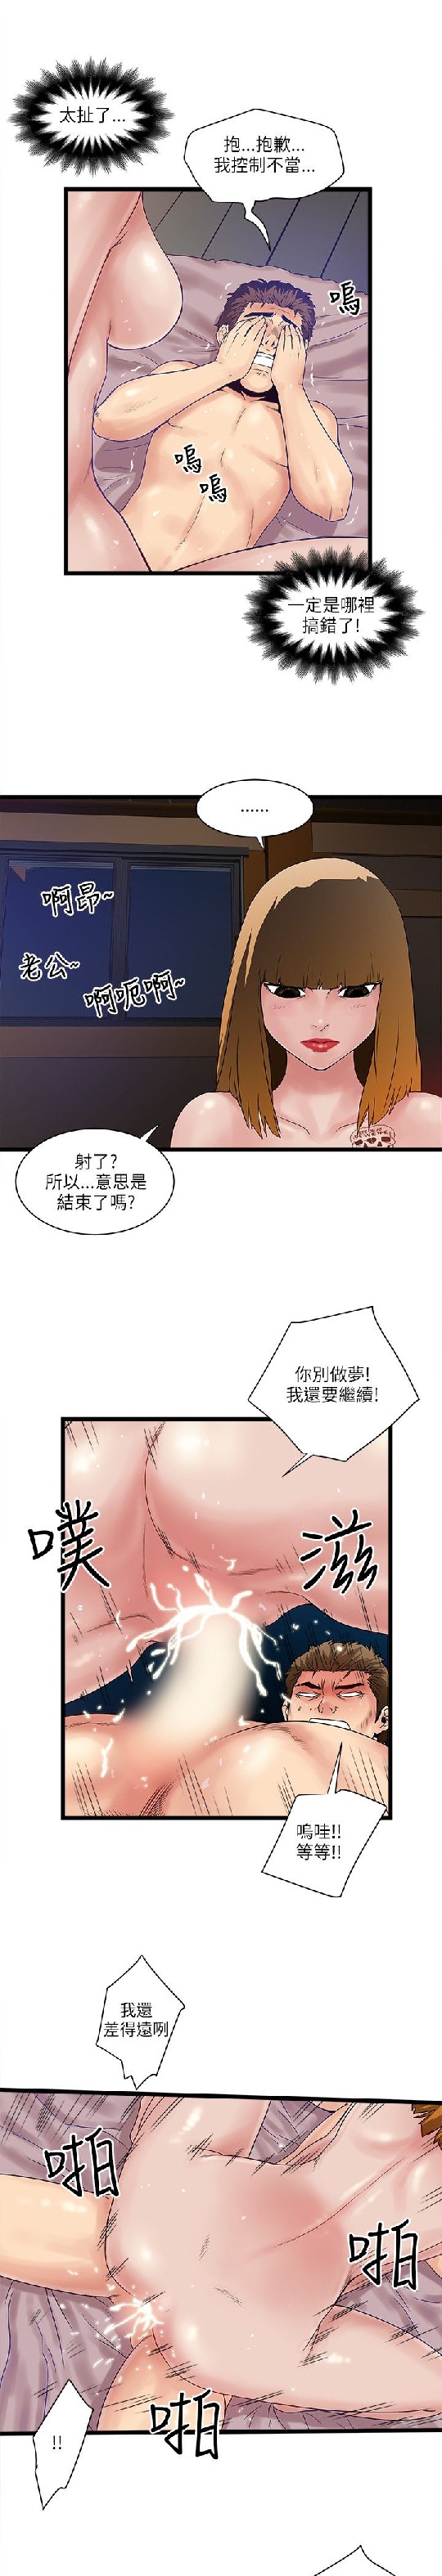 太扯了...
抱...抱歉...
我控制不當...
嗚
嗚
嗚
一定是哪裡
搞錯了!
......
啊昂~
老公~
啊呃啊~
射了?
所以...意思是
結束了嗎?
你別做夢!
我還要繼續!
噗
滋
嗚哇!!
等等!!
我還
差得遠咧
啪
啪
啪
!!